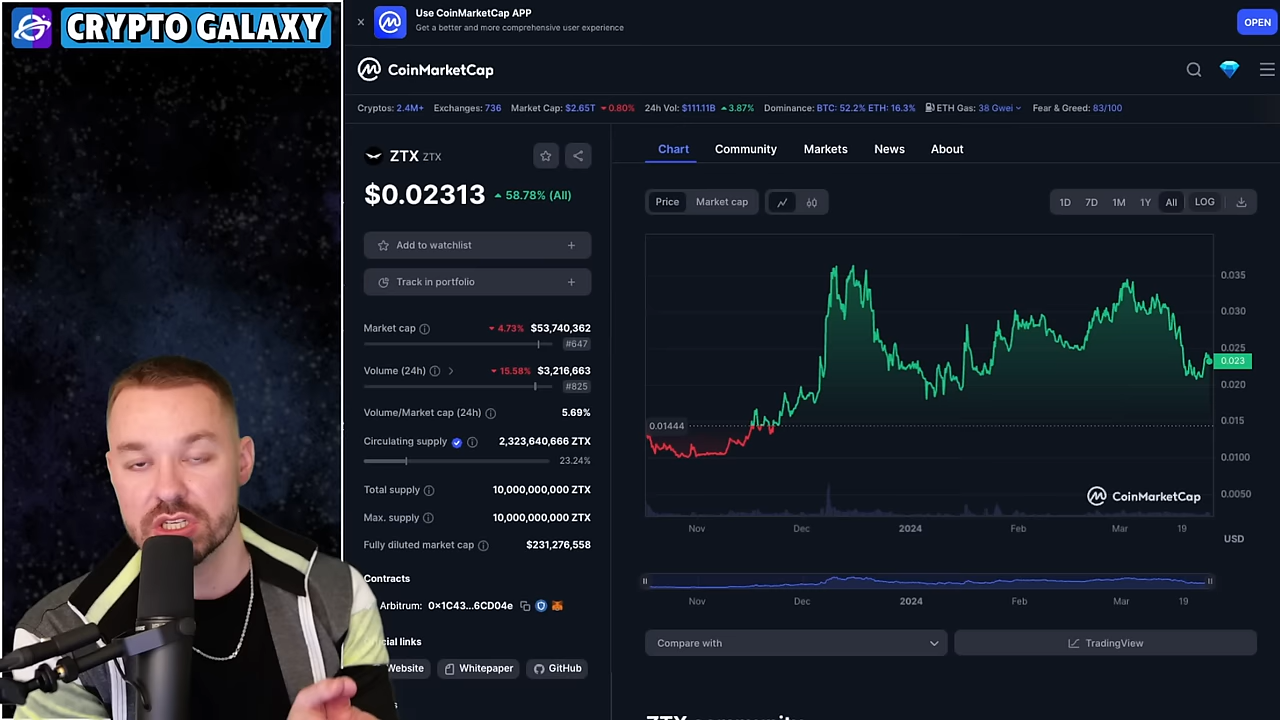 CRYPTO GALAXY
Use CoinMarketCap APP
Get a better and more comprehensive user experience
OPEN
CoinMarketCap
Cryptos: 2.4M+ Exchanges: 736 Market Cap: $2.65T 0.80% 24h Vol: $111.11B 3.87% Dominance: BTC: 52.2% ETH: 16.3% ETH Gas: 38 Gwei Fear & Greed: 83/100
ZTX ZTX
$0.02313 58.78% (All)
Add to watchlist
Track in portfolio
Market cap 4.73% $53,740,362
#647
Volume (24h) 15.58% $3,216,663
#825
Volume/Market cap (24h) 5.69%
Circulating supply 2,323,640,666 ZTX
23.24%
Total supply 10,000,000,000 ZTX
Max. supply 10,000,000,000 ZTX
Fully diluted market cap $231,276,558
Contracts
Arbitrum: 0x1C43...6CD04e
cial links
Website Whitepaper GitHub
Chart Community Markets News About
Price Market cap
1D 7D 1M 1Y All LOG
0.035
0.030
0.025
0.023
0.020
0.015
0.0100
0.0050
0.01444
CoinMarketCap
Nov Dec 2024 Feb Mar 19
USD
Nov Dec 2024 Feb Mar 19
Compare with
TradingView